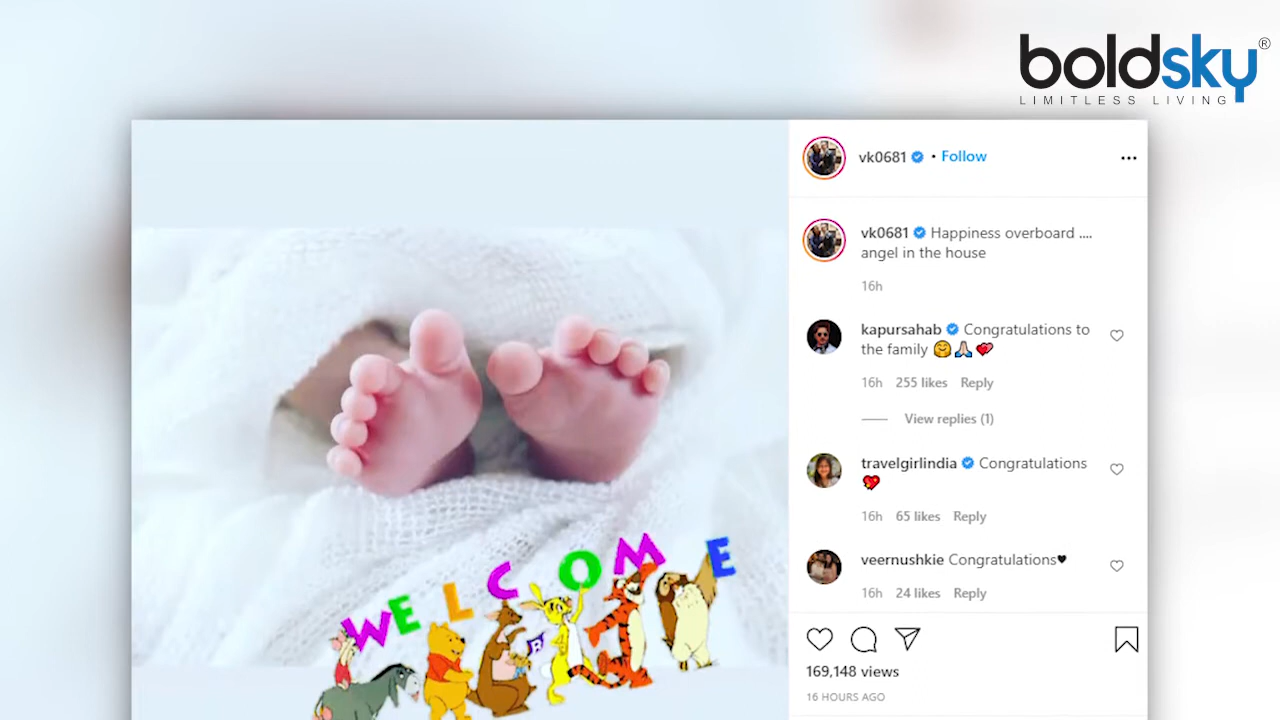 boldsky®
LIMITLESS LIVING
vk0681 • Follow
vk0681 Happiness overboard ....
angel in the house
16h
kapursahab Congratulations to
the family 🤗🙏🏻💕
16h 255 likes Reply
View replies (1)
travelgirlindia Congratulations
💖
16h 65 likes Reply
veernushkie Congratulations♥
16h 24 likes Reply
169,148 views
16 HOURS AGO
WELCOME
R